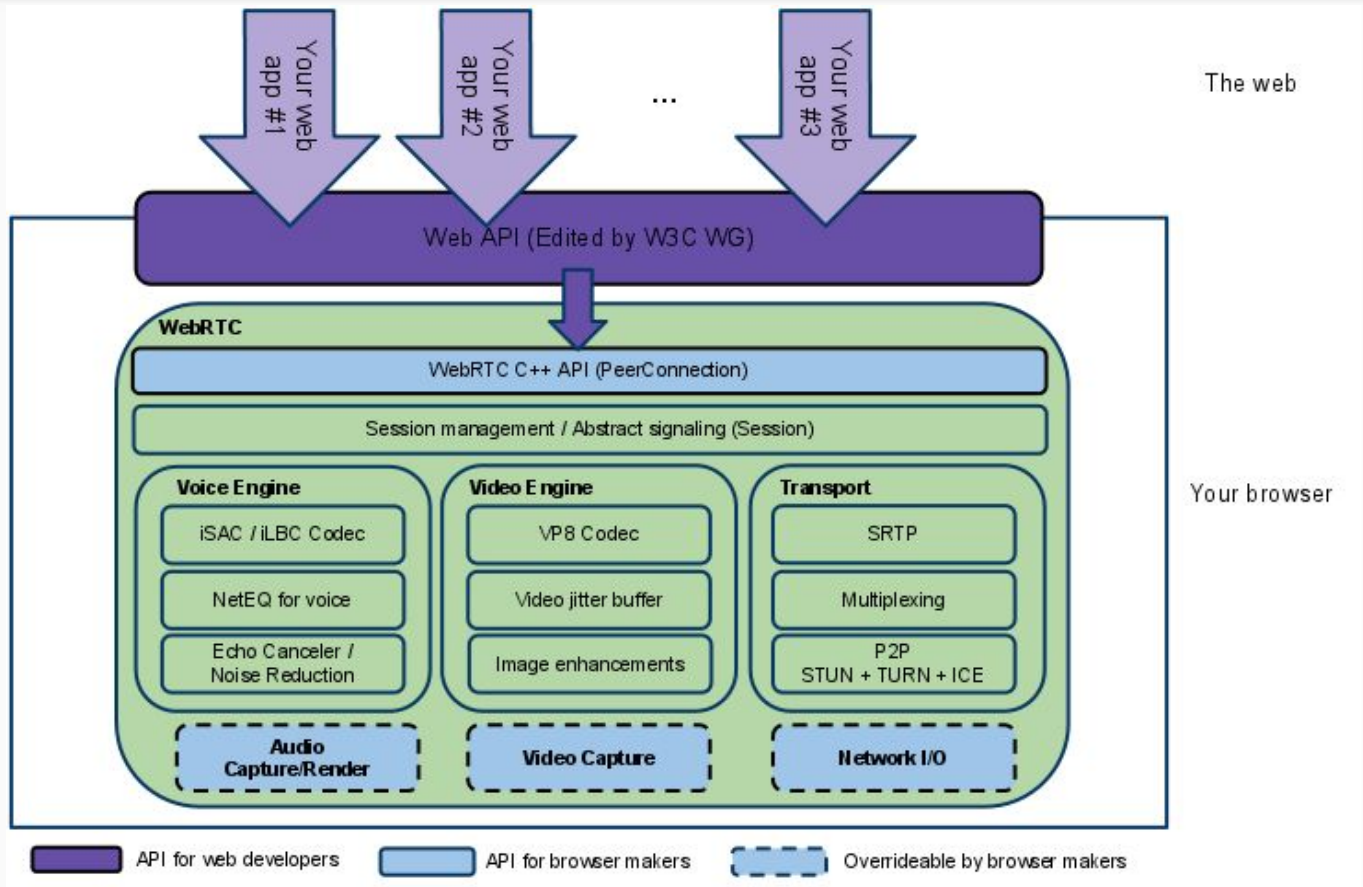 Your web
app #1
Your web
app #2
...
Your web
app #3
The web
Web API (Edited by W3C WG)
WebRTC
WebRTC C++ API (PeerConnection)
Session management / Abstract signaling (Session)
Your browser
Voice Engine
iSAC / iLBC Codec
NetEQ for voice
Echo Canceler /
Noise Reduction
Video Engine
VP8 Codec
Video jitter buffer
Image enhancements
Transport
SRTP
Multiplexing
P2P
STUN + TURN + ICE
Audio
Capture/Render
Video Capture
Network I/O
API for web developers
API for browser makers
Overrideable by browser makers